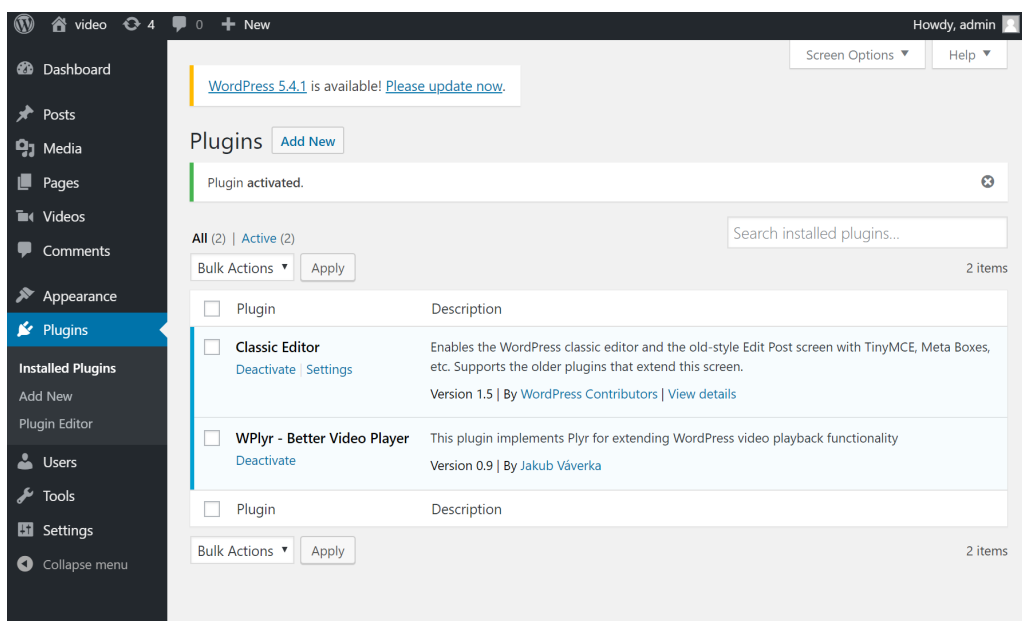 video 4 0 New Howdy, admin
Screen Options ▼ Help ▼
Dashboard
Posts
Media
Pages
Videos
Comments
Appearance
Plugins
Installed Plugins
Add New
Plugin Editor
Users
Tools
Settings
Collapse menu
WordPress 5.4.1 is available! Please update now.
Plugins Add New
Plugin activated.
All (2) | Active (2)
Search installed plugins...
Bulk Actions ▼ Apply
2 items
Plugin Description
Classic Editor
Deactivate | Settings
Enables the WordPress classic editor and the old-style Edit Post screen with TinyMCE, Meta Boxes,
etc. Supports the older plugins that extend this screen.
Version 1.5 | By WordPress Contributors | View details
WPlyr - Better Video Player
Deactivate
This plugin implements Plyr for extending WordPress video playback functionality
Version 0.9 | By Jakub Váverka
Plugin Description
Bulk Actions ▼ Apply
2 items